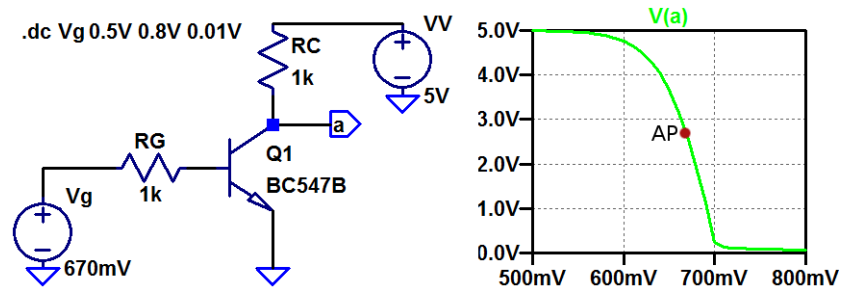 .dc Vg 0.5V 0.8V 0.01V
VV
RC
1k
5V
a
RG
1k
Q1
BC547B
Vg
670mV
V(a)
5.0V
4.0V
3.0V
AP
2.0V
1.0V
0.0V
500mV 600mV 700mV 800mV